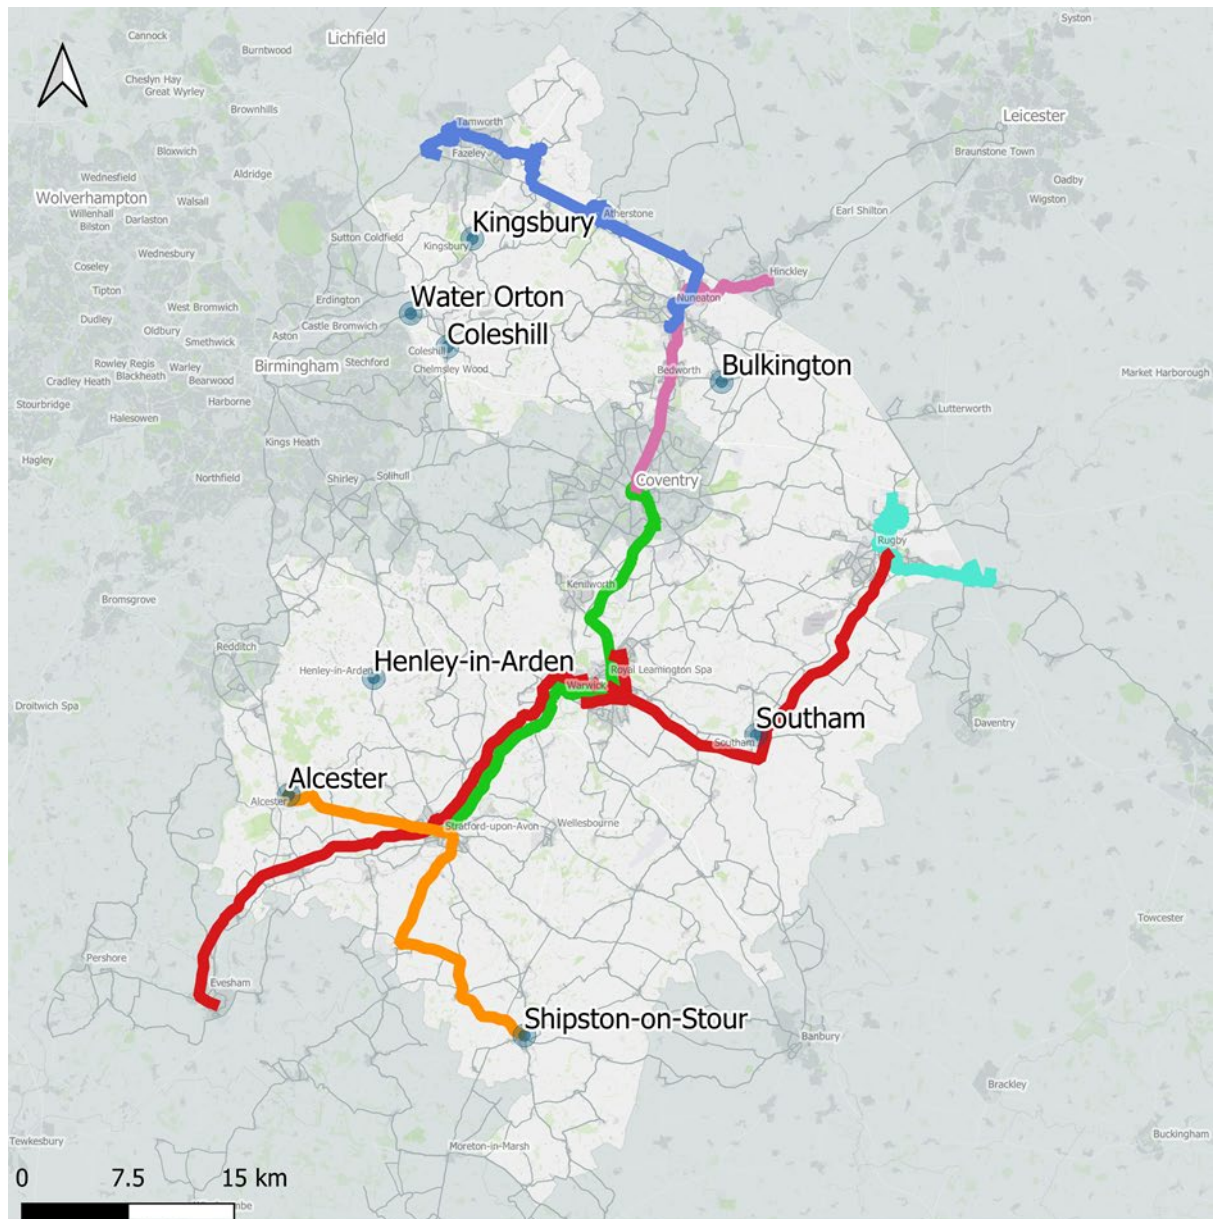 Syston
Cannock
Lichfield
Burntwood
Cheslyn Hay
Great Wyrley
Brownhills
Leicester
Tamworth
Bloxwich
Fazeley
Braunstone Town
Wednesfield
Aldridge
Oadby
Wolverhampton
Walsall
Wigston
Willenhall
Darlaston
Bilston
Atherstone
Earl Shilton
Kingsbury
Sutton Coldfield
Kingsbury
Wednesbury
Coseley
Hinckley
Tipton
Erdington
Water Orton
Nuneaton
West Bromwich
Dudley
Castle Bromwich
Oldbury
Aston
Coleshill
Smethwick
Coleshill
Rowley Regis
Warley
Birmingham
Stechford
Bedworth
Bulkington
Blackheath
Chelmsley Wood
Market Harborough
Cradley Heath
Bearwood
Stourbridge
Harborne
Lutterworth
Halesowen
Kings Heath
Hagley
Northfield
Shirley
Solihull
Coventry
Rugby
Kenilworth
Bromsgrove
Redditch
Henley-in-Arden
Henley-in-Arden
Royal Leamington Spa
Warwick
Droitwich Spa
Southam
Daventry
Southam
Alcester
Alcester
Stratford-upon-Avon
Wellesbourne
Towcester
Pershore
Evesham
Shipston-on-Stour
Banbury
Brackley
Tewkesbury
Moreton-in-Marsh
Buckingham
0 7.5 15 km